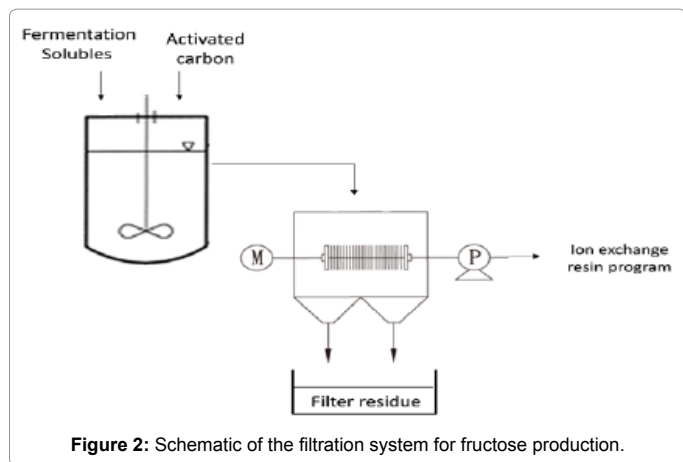 Fermentation
Solubles
Activated
carbon
M
P
Ion exchange
resin program
Filter residue
Figure 2: Schematic of the filtration system for fructose production.